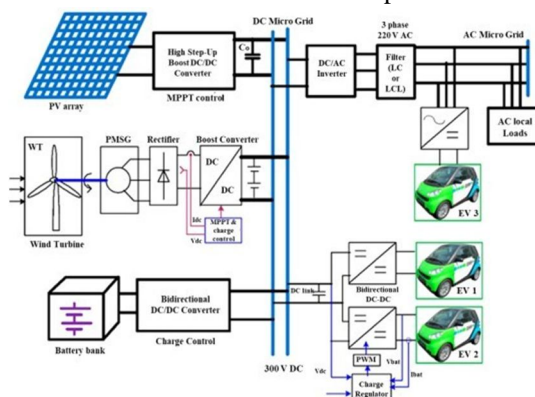 DC Micro Grid
3 phase
220 V AC
AC Micro Grid
High Step-Up
Boost DC/DC
Converter
Co
DC/AC
Inverter
Filter
(LC
or
LCL)
PV array
MPPT control
AC local
Loads
WT
PMSG
Rectifier
Boost Converter
DC
DC
EV 3
Idc
Vdc
MPPT &
charge
control
Wind Turbine
Bidirectional
DC/DC Converter
DC link
Bidirectional
DC-DC
EV 1
Battery bank
Charge Control
EV 2
PWM
Vbat
Vdc
Ibat
Charge
Regulator
300 V DC